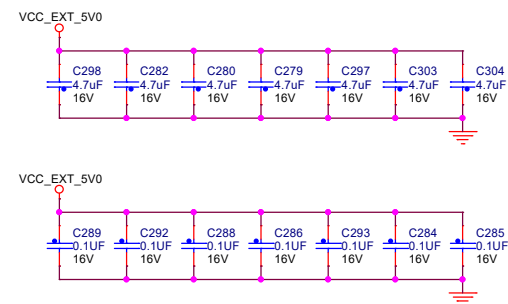 VCC_EXT_5V0
C298 C282 C280 C279 C297 C303 C304
4.7uF 4.7uF 4.7uF 4.7uF 4.7uF 4.7uF 4.7uF
16V 16V 16V 16V 16V 16V 16V
VCC_EXT_5V0
C289 C292 C288 C286 C293 C284 C285
0.1UF 0.1UF 0.1UF 0.1UF 0.1UF 0.1UF 0.1UF
16V 16V 16V 16V 16V 16V 16V